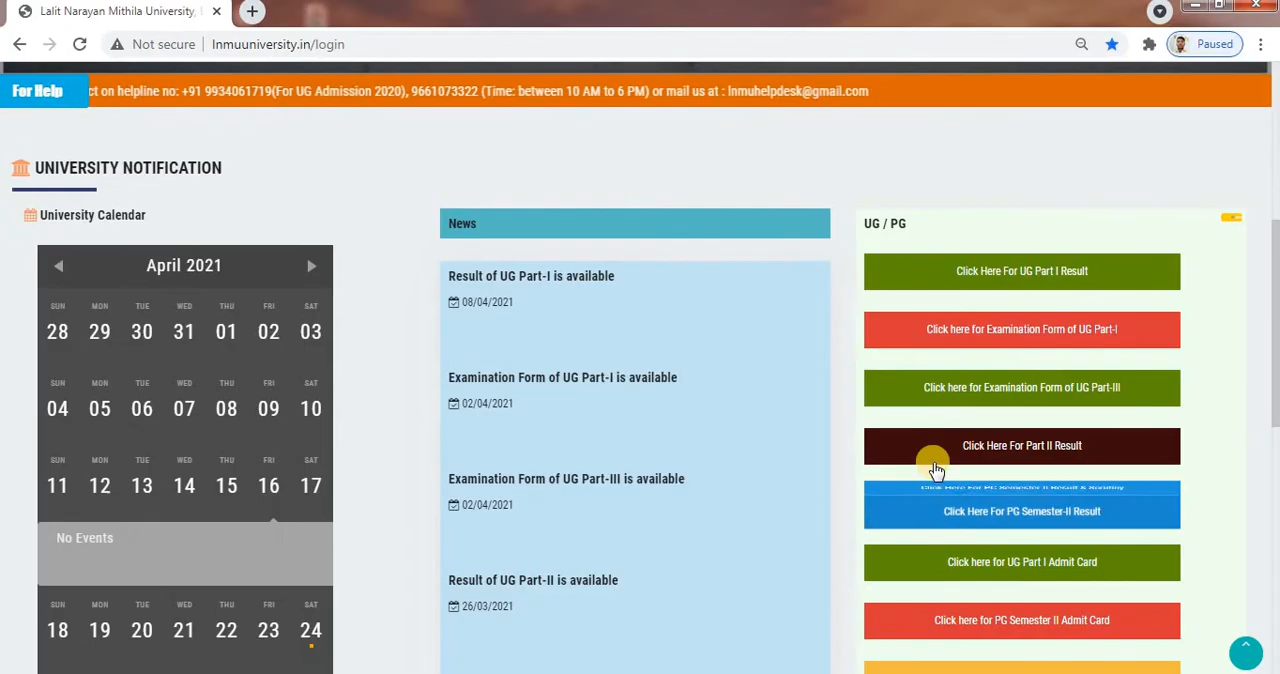 Lalit Narayan Mithila University,
Not secure
lnmuuniversity.in/login
Paused
For Help
ct on helpline no: +91 9934061719(For UG Admission 2020), 9661073322 (Time: between 10 AM to 6 PM) or mail us at : lnmuhelpdesk@gmail.com
UNIVERSITY NOTIFICATION
University Calendar
April 2021
SUN MON TUE WED THU FRI SAT
28 29 30 31 01 02 03
SUN MON TUE WED THU FRI SAT
04 05 06 07 08 09 10
SUN MON TUE WED THU FRI SAT
11 12 13 14 15 16 17
No Events
SUN MON TUE WED THU FRI SAT
18 19 20 21 22 23 24
News
Result of UG Part-I is available
08/04/2021
Examination Form of UG Part-I is available
02/04/2021
Examination Form of UG Part-III is available
02/04/2021
Result of UG Part-II is available
26/03/2021
UG / PG
Click Here For UG Part I Result
Click here for Examination Form of UG Part-I
Click here for Examination Form of UG Part-III
Click Here For Part II Result
Click Here For PG Semester II Result & Scrutiny
Click Here For PG Semester-II Result
Click here for UG Part I Admit Card
Click here for PG Semester II Admit Card